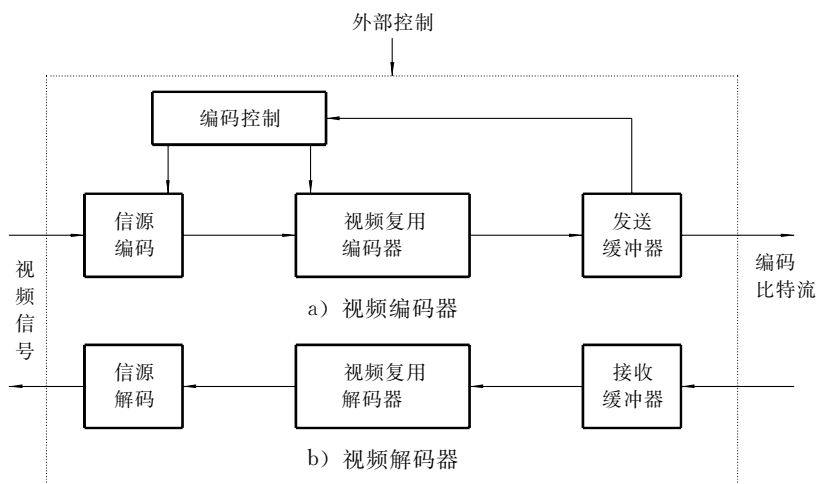 外部控制
编码控制
信源
编码
视频复用
编码器
发送
缓冲器
视
频
信
号
编码
比特流
a）视频编码器
信源
解码
视频复用
解码器
接收
缓冲器
b）视频解码器